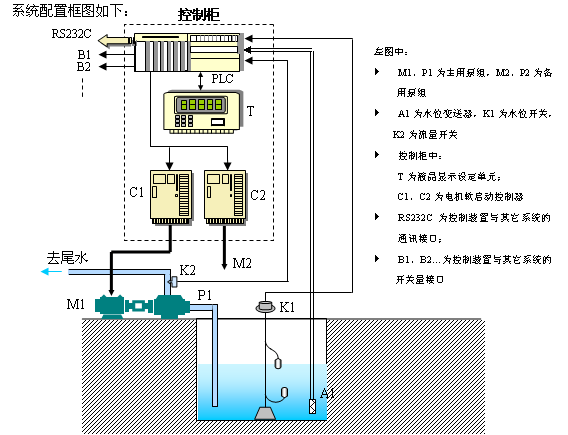 系统配置框图如下：
控制柜
RS232C
B1
B2
PLC
T
C1
C2
去尾水
K2
M2
M1
P1
K1
A1
左图中：
M1，P1 为主用泵组，M2，P2 为备
用泵组
A1 为水位变送器，K1 为水位开关，
K2 为流量开关
控制柜中：
T 为液晶显示设定单元；
C1，C2 为电机软启动控制器
RS232C 为控制装置与其它系统的
通讯接口；
B1，B2…为控制装置与其它系统的
开关量接口